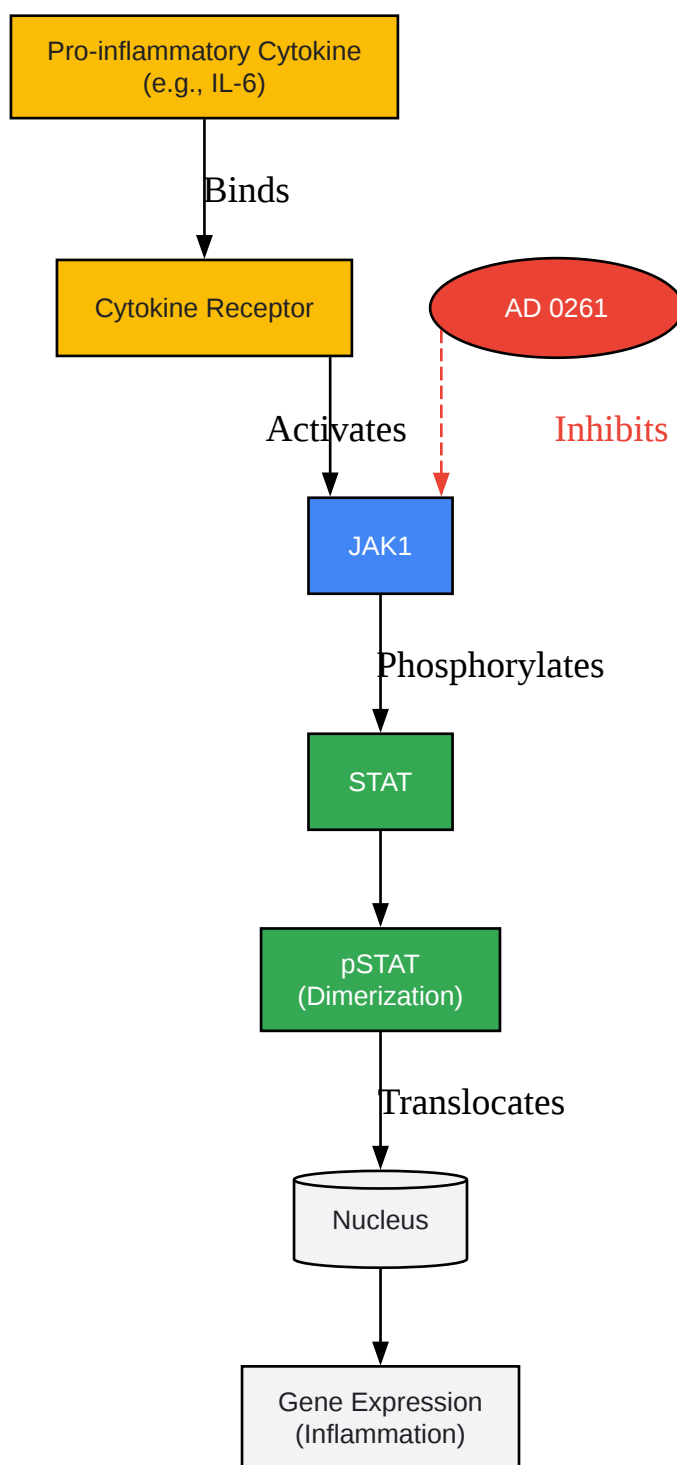 Pro-inflammatory Cytokine
(e.g., IL-6)
Binds
Cytokine Receptor
AD 0261
Activates
Inhibits
JAK1
Phosphorylates
STAT
pSTAT
(Dimerization)
Translocates
Nucleus
Gene Expression
(Inflammation)